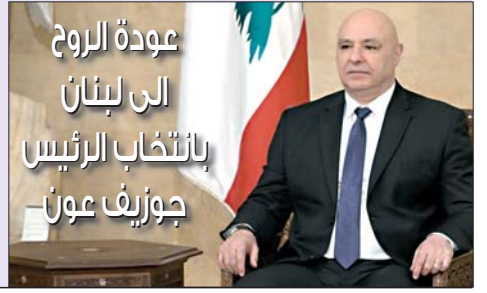 عودة الروح
الى لبنان
بانتخاب الرئيس
جوزيف عون